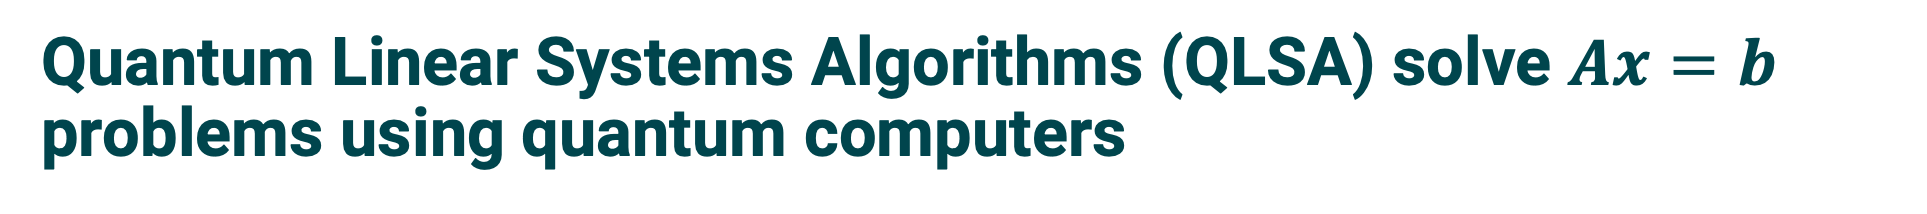 Quantum Linear Systems Algorithms (QLSA) solve Ax = b
problems using quantum computers